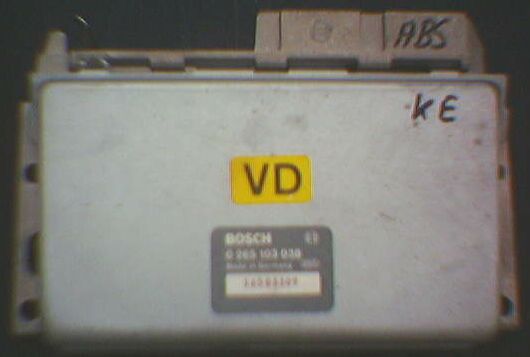 ABS
KE
VD
BOSCH
0 265 103 038
Made in Germany